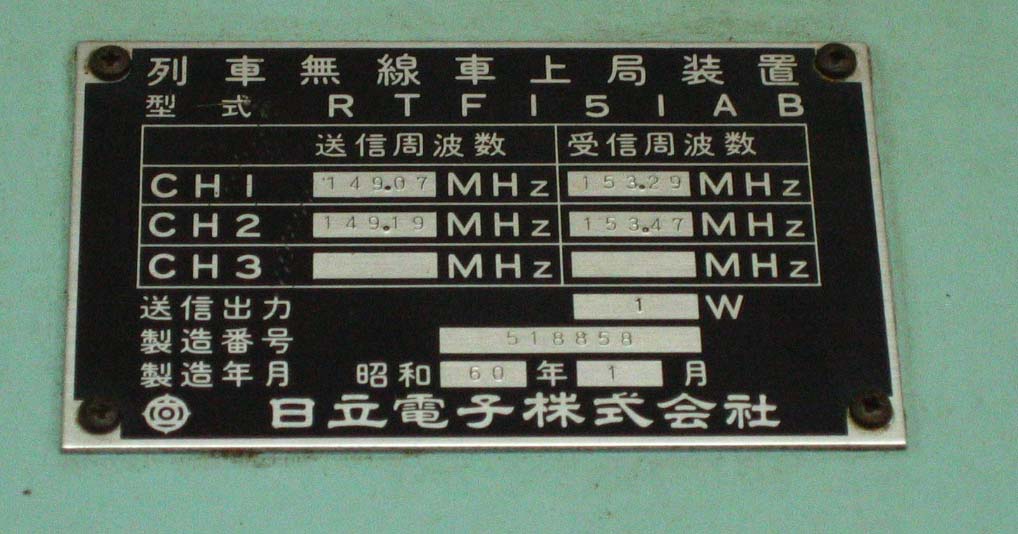 列車無線車上局装置
型式 RTF151AB
送信周波数 受信周波数
CH1 149.07 MHz 153.29 MHz
CH2 149.19 MHz 153.47 MHz
CH3 MHz MHz
送信出力 1 W
製造番号 518858
製造年月 昭和 60 年 1 月
日立電子株式会社